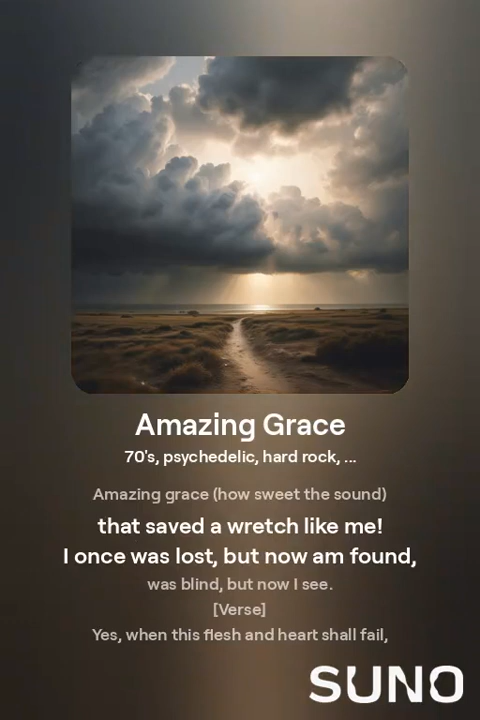 Amazing Grace
70's, psychedelic, hard rock, ...
Amazing grace (how sweet the sound)
that saved a wretch like me!
I once was lost, but now am found,
was blind, but now I see.
[Verse]
Yes, when this flesh and heart shall fail,
SUNO